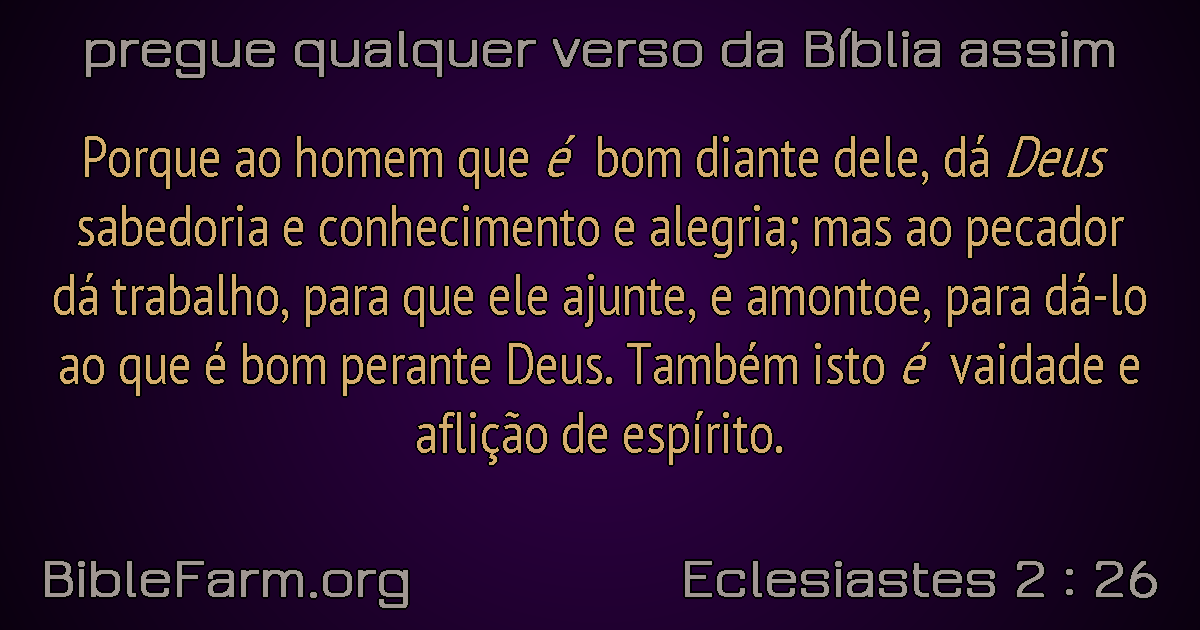 pregue qualquer verso da Bíblia assim
Porque ao homem que é bom diante dele, dá Deus
sabedoria e conhecimento e alegria; mas ao pecador
dá trabalho, para que ele ajunte, e amontoe, para dá-lo
ao que é bom perante Deus. Também isto é vaidade e
aflição de espírito.
BibleFarm.org
Eclesiastes 2 : 26